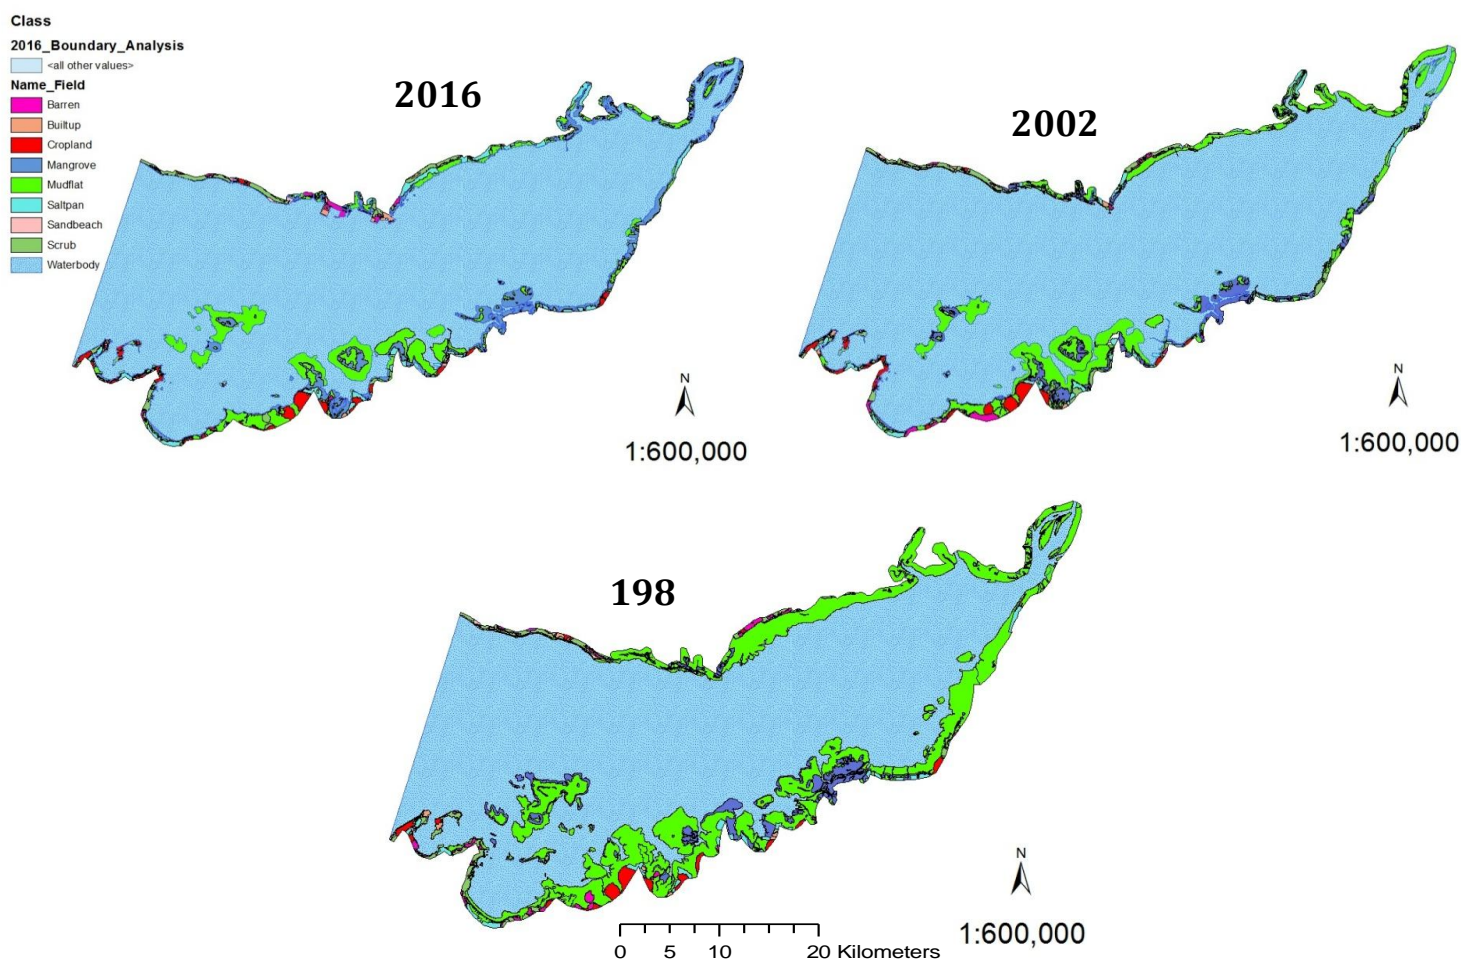 Class
2016_Boundary_Analysis
<all other values>
Name_Field
Barren
Builtup
Cropland
Mangrove
Mudflat
Saltpan
Sandbeach
Scrub
Waterbody
2016
N
1:600,000
2002
N
1:600,000
198
N
1:600,000
0 5 10 20 Kilometers